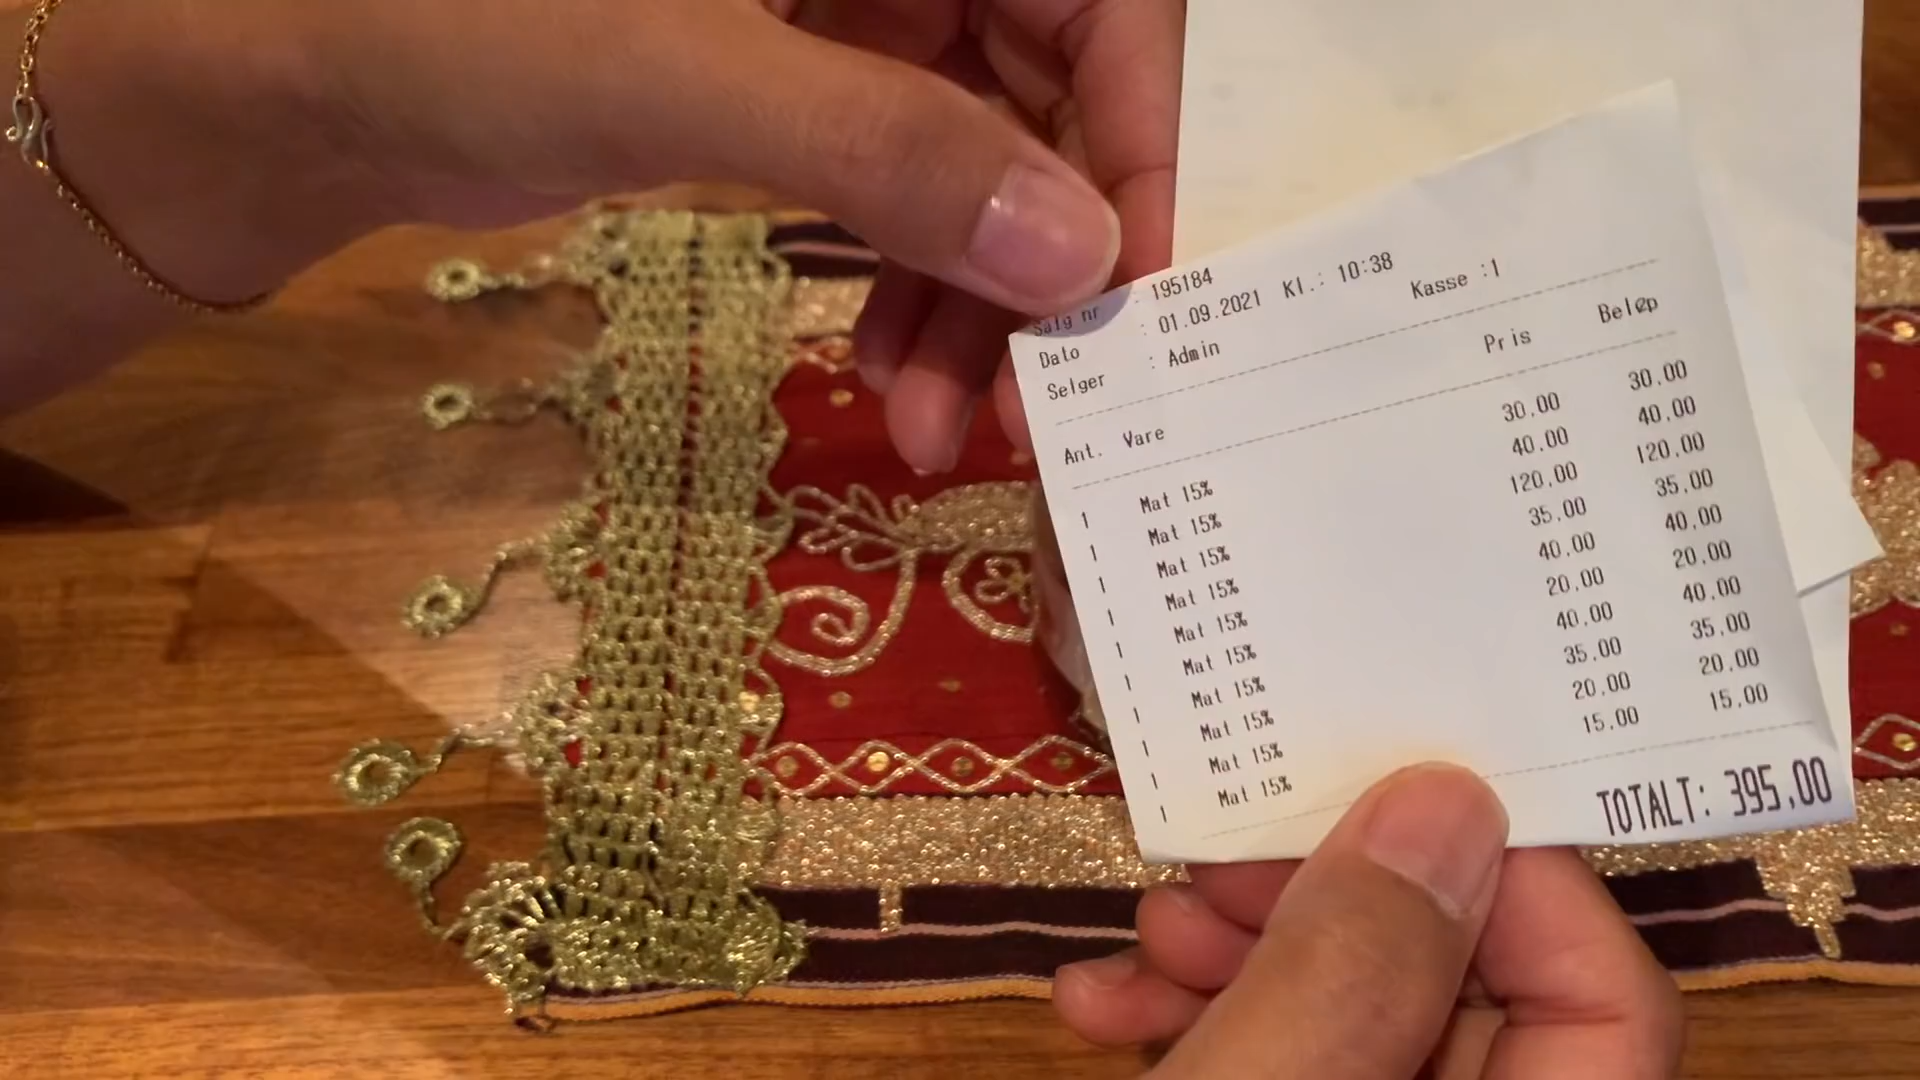 Salg nr : 195184
Dato : 01.09.2021 Kl.: 10:38
Selger : Admin Kasse :1
Ant. Vare Pris Beløp
1 Mat 15% 30.00 30.00
1 Mat 15% 40.00 40.00
1 Mat 15% 120.00 120.00
1 Mat 15% 35.00 35.00
1 Mat 15% 40.00 40.00
1 Mat 15% 20.00 20.00
1 Mat 15% 40.00 40.00
1 Mat 15% 35.00 35.00
1 Mat 15% 20.00 20.00
1 Mat 15% 15.00 15.00
TOTALT: 395.00